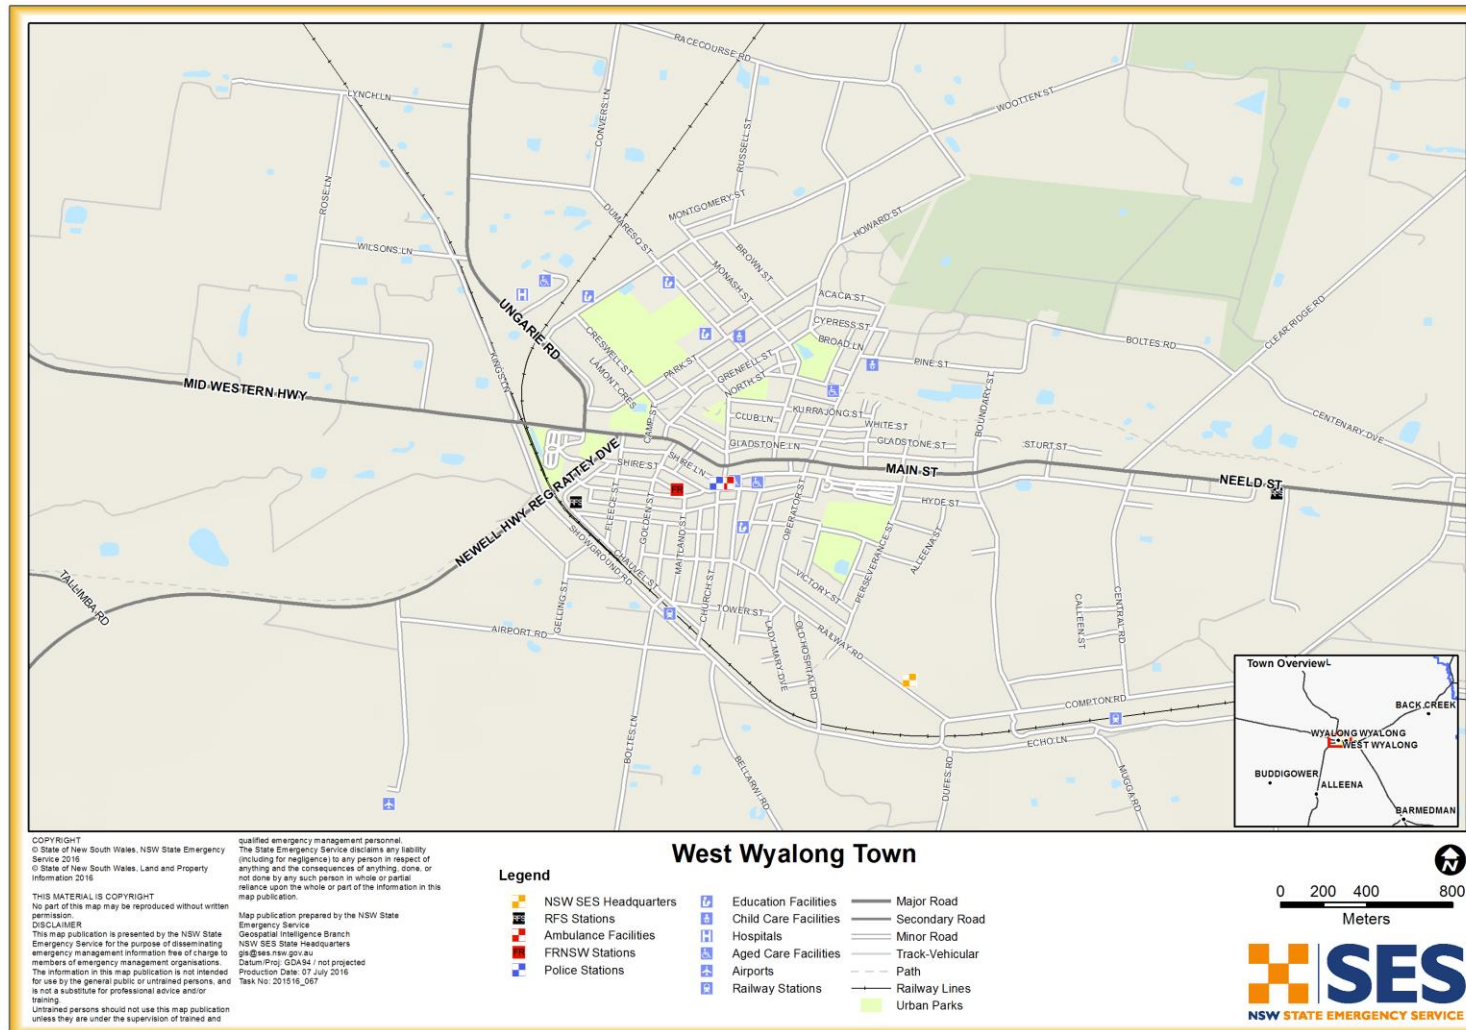 RACECOURSE RD
LYNCH LN
CONVERS LN
WOOTTEN ST
RUSSELL ST
ROSE LN
MONTGOMERY ST
DUMARESQ ST
HOWARD ST
WILSONS LN
BROWN ST
MONASH ST
ACACIA ST
UNGARIE RD
CYPRESS ST
CLEAR RIDGE RD
BROAD LN
BOLTES RD
CRESWELL ST
PARK ST
GRENFELL ST
PINE ST
KINGS LN
LAMONT CRES
NORTH ST
MID WESTERN HWY
BOUNDARY ST
CAMP ST
CLUB LN
KURRAJONG ST
WHITE ST
CENTENARY DVE
GLADSTONE LN
GLADSTONE ST
STURT ST
SHIRE ST
SHIRE LN
MAIN ST
NEELD ST
RFS
FR
NEWELL HWY REG RATTEY DVE
RFS
FLEECE ST
GOLDEN ST
OPERATOR ST
HYDE ST
MAITLAND ST
PERSEVERANCE ST
ALLEENA ST
SHOWGROUND RD
CHAUVEL ST
VICTORY ST
TALLIMBA RD
GELLING ST
CHURCH ST
TOWER ST
CALLEEN ST
CENTRAL RD
AIRPORT RD
LADY MARY DVE
OLD HOSPITAL RD
RAILWAY RD
COMPTON RD
BOLTES LN
BELLARWI RD
ECHO LN
DUFFS RD
MUGGA RD
Town Overview
BACK CREEK
WYALONG WYALONG
WEST WYALONG
BUDDIGOWER
ALLEENA
BARMEDMAN
COPYRIGHT
© State of New South Wales, NSW State Emergency
Service 2016
© State of New South Wales, Land and Property
Information 2016
THIS MATERIAL IS COPYRIGHT
No part of this map may be reproduced without written
permission.
DISCLAIMER
This map publication is presented by the NSW State
Emergency Service for the purpose of disseminating
emergency management information free of charge to
members of emergency management organisations.
The information in this map publication is not intended
for use by the general public or untrained persons, and
is not a substitute for professional advice and/or
training.
Untrained persons should not use this map publication
unless they are under the supervision of trained and
qualified emergency management personnel.
The State Emergency Service disclaims any liability
(including for negligence) to any person in respect of
anything and the consequences of anything, done, or
not done by any such person in whole or partial
reliance upon the whole or part of the information in this
map publication.
Map publication prepared by the NSW State
Emergency Service
Geospatial Intelligence Branch
NSW SES State Headquarters
gis@ses.nsw.gov.au
Datum/Proj: GDA94 / not projected
Production Date: 07 July 2016
Task No: 201516_067
West Wyalong Town
Legend
NSW SES Headquarters
RFS RFS Stations
Ambulance Facilities
FR FRNSW Stations
Police Stations
Education Facilities
Child Care Facilities
Hospitals
Aged Care Facilities
Airports
Railway Stations
Major Road
Secondary Road
Minor Road
Track-Vehicular
Path
Railway Lines
Urban Parks
N
0 200 400 800
Meters
SES
NSW STATE EMERGENCY SERVICE